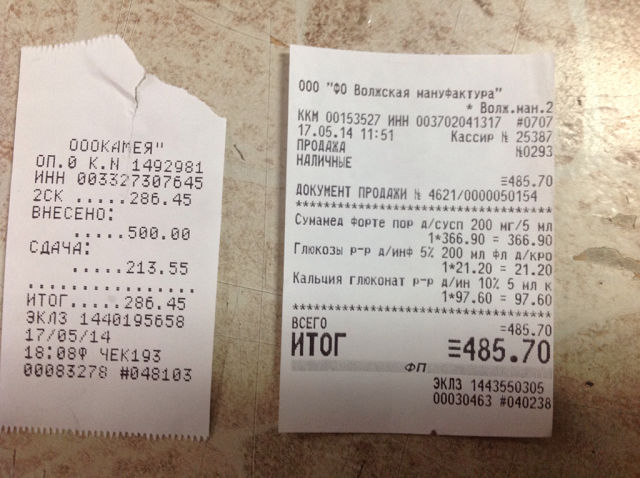 ОООКАМЕЯ"
ОП.0 К.N 1492981
ИНН 003327307645
2СК .....286.45
ВНЕСЕНО:
.....500.00
СДАЧА:
.....213.55
................
ИТОГ.....286.45
ЭКЛЗ 1440195658
17/05/14
18:08Ф ЧЕК193
00083278 #048103
ООО "ФО Волжская мануфактура"
* Волж.ман.2
ККМ 00153527 ИНН 003702041317 #0707
17.05.14 11:51 Кассир № 25387
ПРОДАЖА №0293
НАЛИЧНЫЕ
≡485.70
ДОКУМЕНТ ПРОДАЖИ № 4621/0000050154
************************************
Сумамед форте пор д/сусп 200 мг/5 мл
1*366.90 = 366.90
Глюкозы р-р д/инф 5% 200 мл фл д/кро
1*21.20 = 21.20
Кальция глюконат р-р д/ин 10% 5 мл к
1*97.60 = 97.60
************************************
ВСЕГО ≡485.70
ИТОГ ≡485.70
ФП
ЭКЛЗ 1443550305
00030463 #040238